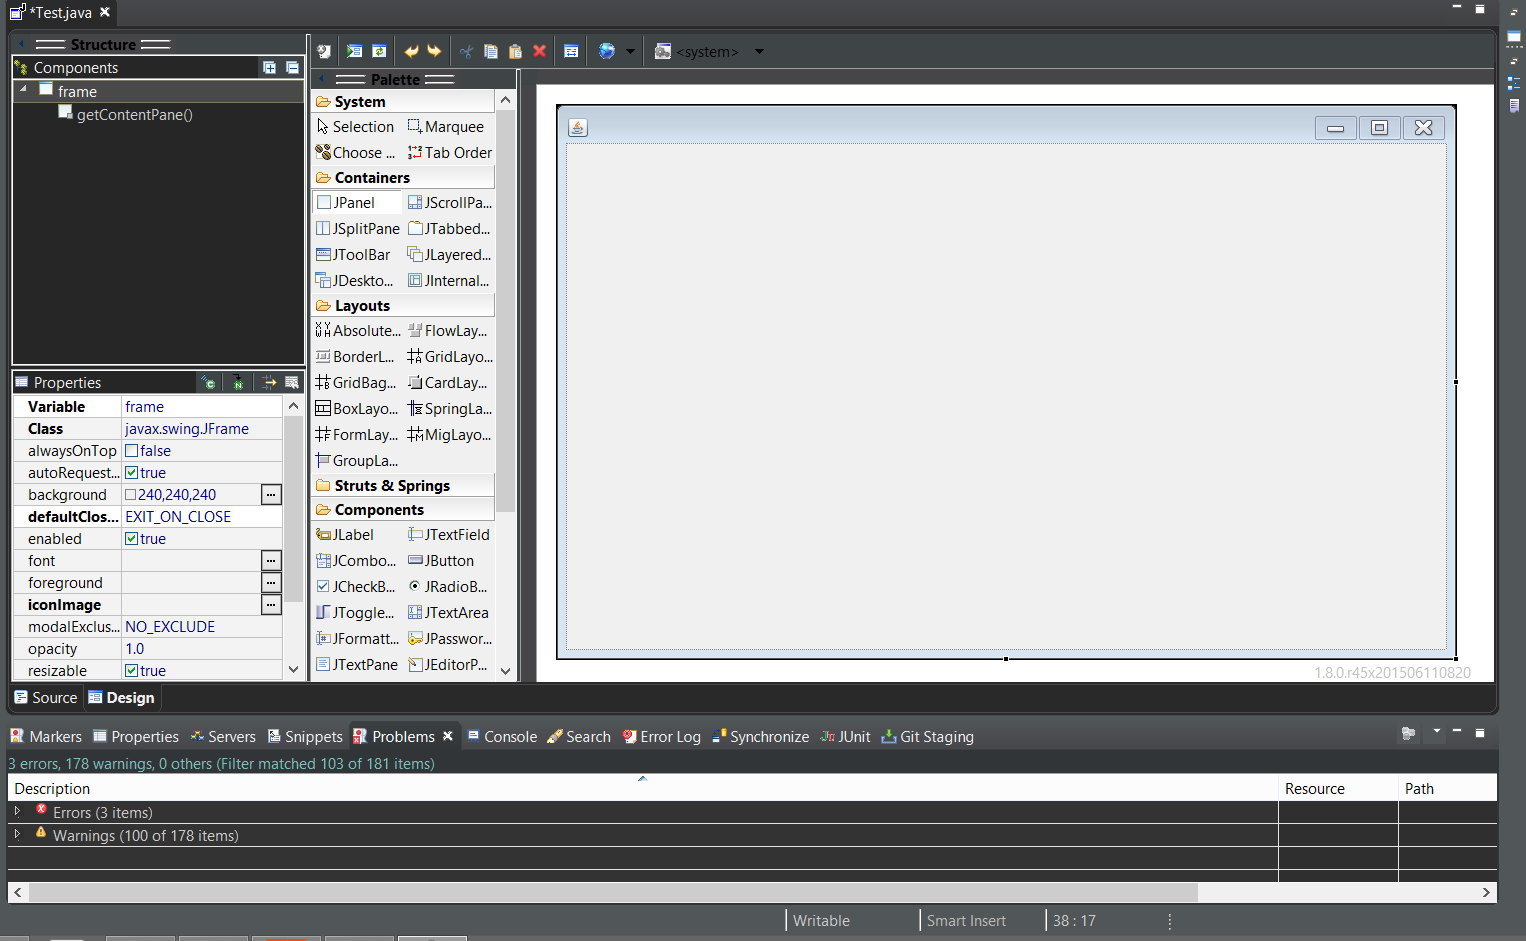 *Test.java
Structure
Components
frame
getContentPane()
Properties
Variable frame
Class javax.swing.JFrame
alwaysOnTop false
autoRequest... true
background 240,240,240 ...
defaultClos... EXIT_ON_CLOSE
enabled true
font ...
foreground ...
iconImage ...
modalExclus... NO_EXCLUDE
opacity 1.0
resizable true
<system>
Palette
System
Selection Marquee
Choose ... Tab Order
Containers
JPanel JScrollPa...
JSplitPane JTabbed...
JToolBar JLayered...
JDeskto... JInternal...
Layouts
Absolute... FlowLay...
BorderL... GridLayo...
GridBag... CardLay...
BoxLayo... SpringLa...
FormLay... MigLayo...
GroupLa...
Struts & Springs
Components
JLabel JTextField
JCombo... JButton
JCheckB... JRadioB...
JToggle... JTextArea
JFormatt... JPasswor...
JTextPane JEditorP...
1.8.0.r45x201506110820
Source Design
Markers Properties Servers Snippets Problems Console Search Error Log Synchronize JUnit Git Staging
3 errors, 178 warnings, 0 others (Filter matched 103 of 181 items)
Description Resource Path
Errors (3 items)
Warnings (100 of 178 items)
Writable Smart Insert 38 : 17